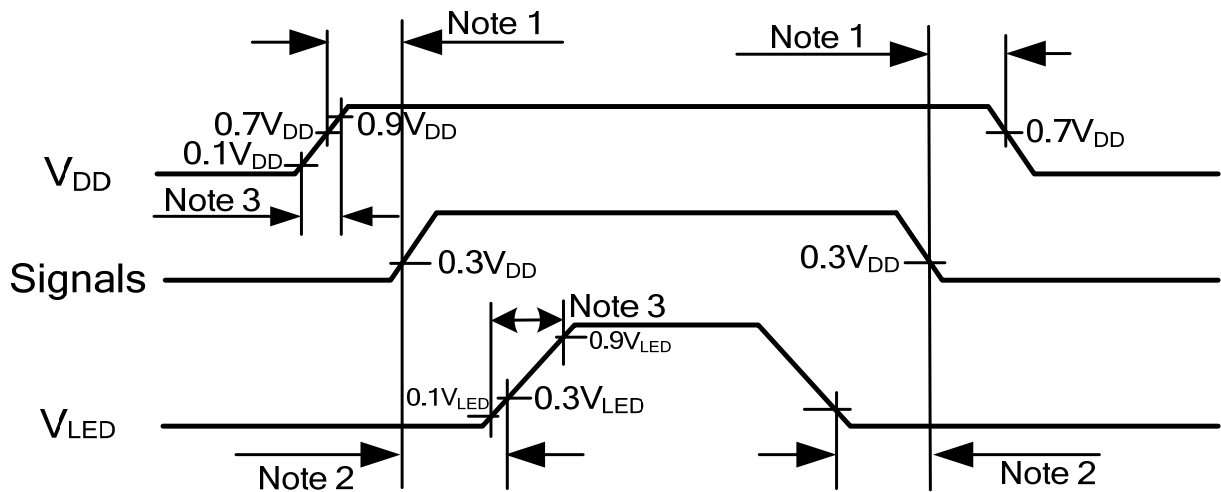 Note 1
Note 1
0.7VDD
0.9VDD
0.7VDD
0.1VDD
VDD
Note 3
0.3VDD
0.3VDD
Signals
Note 3
0.9VLED
0.1VLED
0.3VLED
VLED
Note 2
Note 2